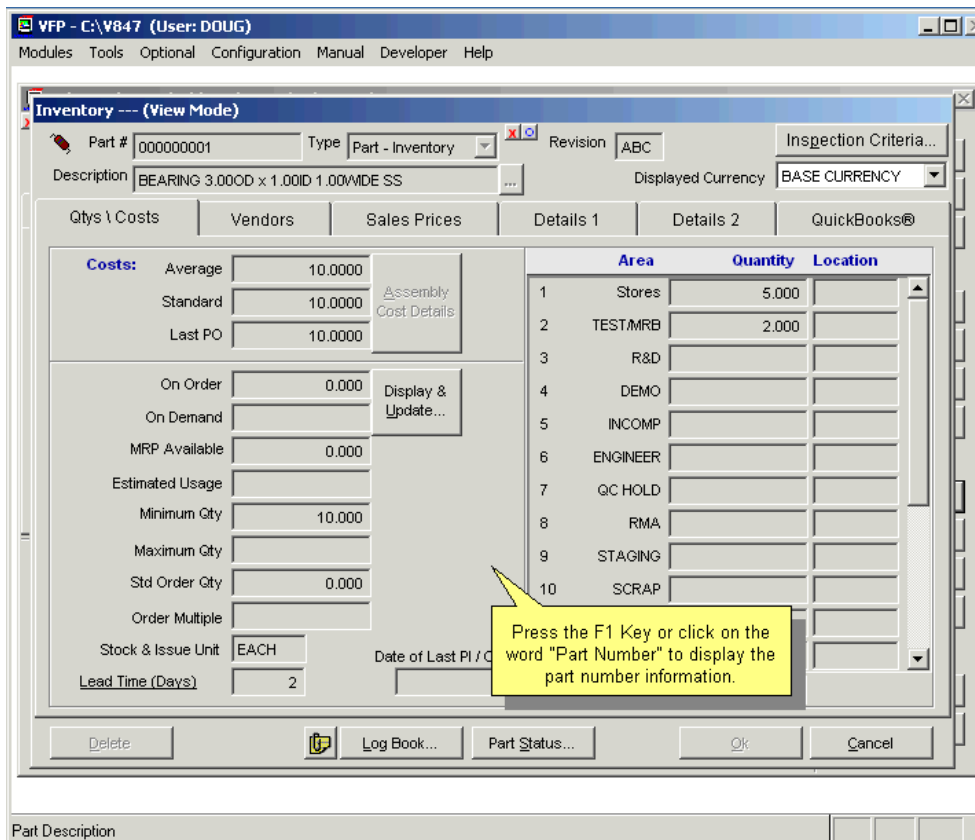 VFP - C:\V847 (User: DOUG)
Modules Tools Optional Configuration Manual Developer Help
Inventory --- (View Mode)
Part # 000000001 Type Part - Inventory Revision ABC Inspection Criteria...
Description BEARING 3.00OD x 1.00ID 1.00WIDE SS ... Displayed Currency BASE CURRENCY
Qtys \ Costs Vendors Sales Prices Details 1 Details 2 QuickBooks®
Costs: Average 10.0000 Assembly Cost Details
Standard 10.0000
Last PO 10.0000
Area Quantity Location
1 Stores 5.000
2 TEST/MRB 2.000
3 R&D
4 DEMO
5 INCOMP
6 ENGINEER
7 QC HOLD
8 RMA
9 STAGING
10 SCRAP
On Order 0.000 Display & Update...
On Demand
MRP Available 0.000
Estimated Usage
Minimum Qty 10.000
Maximum Qty
Std Order Qty 0.000
Order Multiple
Stock & Issue Unit EACH
Lead Time (Days) 2
Date of Last PI / C
Press the F1 Key or click on the
word "Part Number" to display the
part number information.
Delete Log Book... Part Status... Ok Cancel
Part Description